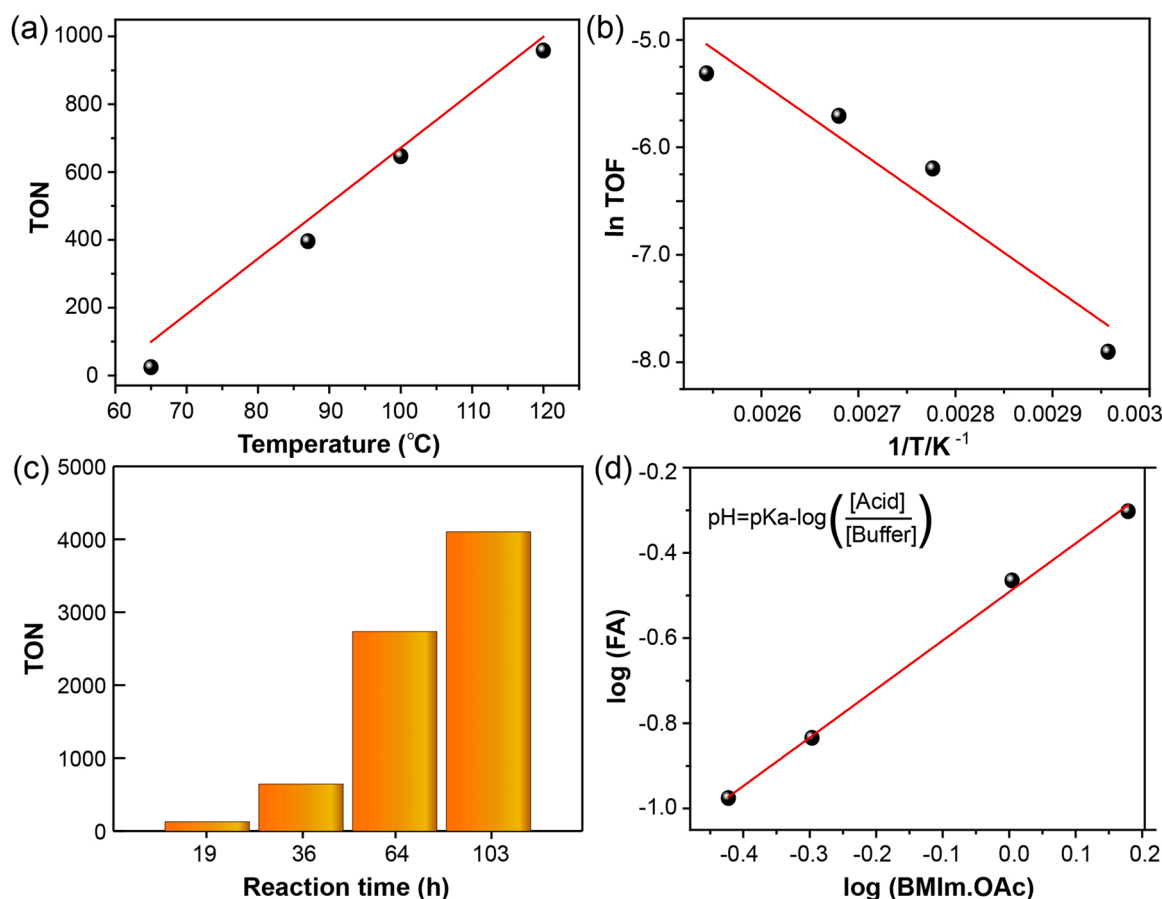 (a)
1000
800
600
400
200
0
TON
60 70 80 90 100 110 120
Temperature (°C)
(b)
-5.0
-6.0
-7.0
-8.0
ln TOF
0.0026 0.0027 0.0028 0.0029 0.003
1/T/K⁻¹
(c)
5000
4000
3000
2000
1000
0
TON
19 36 64 103
Reaction time (h)
(d)
-0.2
-0.4
-0.6
-0.8
-1.0
log (FA)
pH=pKa-log([Acid]/[Buffer])
-0.4 -0.3 -0.2 -0.1 0.0 0.1 0.2
log (BMIm.OAc)